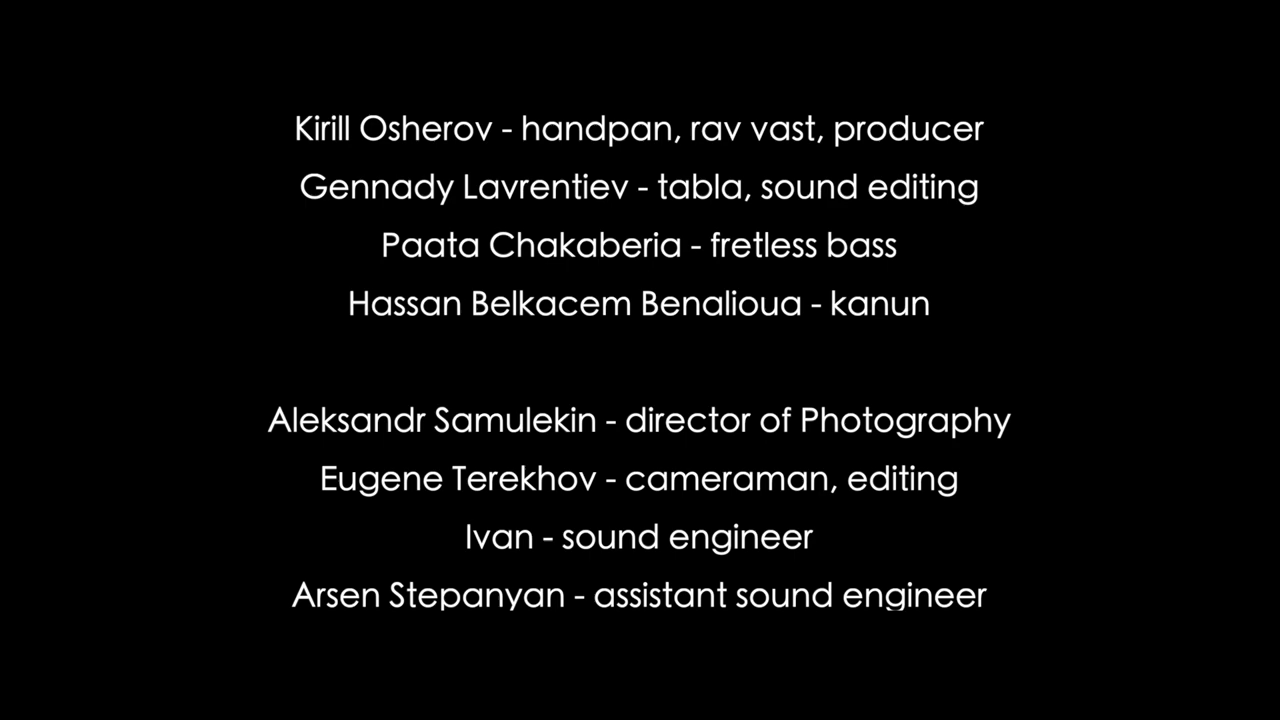 Kirill Osherov - handpan, rav vast, producer
Gennady Lavrentiev - tabla, sound editing
Paata Chakaberia - fretless bass
Hassan Belkacem Benalioua - kanun
Aleksandr Samulekin - director of Photography
Eugene Terekhov - cameraman, editing
Ivan - sound engineer
Arsen Stepanyan - assistant sound engineer